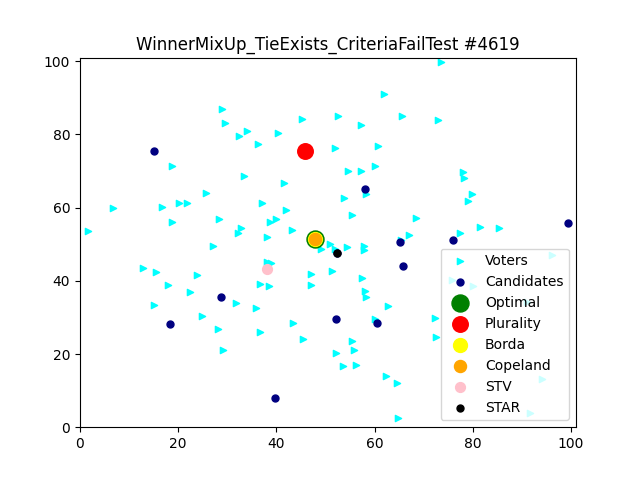 WinnerMixUp_TieExists_CriteriaFailTest #4619
100
80
60
40
20
0
0
20
40
60
80
100
Voters
Candidates
Optimal
Plurality
Borda
Copeland
STV
STAR